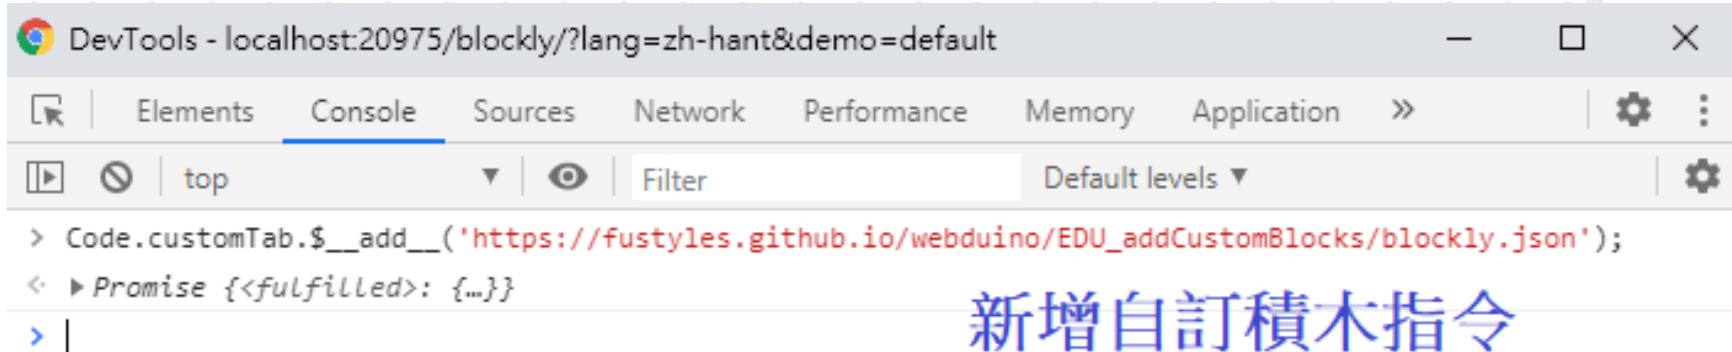 DevTools - localhost:20975/blockly/?lang=zh-hant&demo=default
Elements Console Sources Network Performance Memory Application »
top ▼ Filter Default levels ▼
> Code.customTab.$__add__('https://fustyles.github.io/webduino/EDU_addCustomBlocks/blockly.json');
<· ▶ Promise {<fulfilled>: {…}}
>
新增自訂積木指令